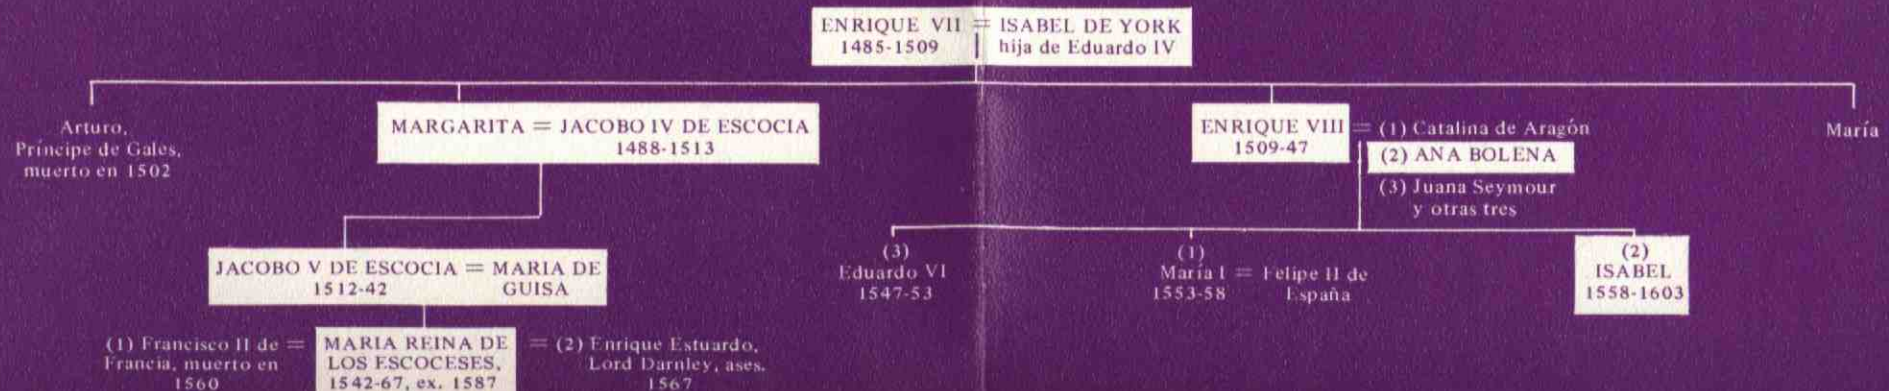 ENRIQUE VII = ISABEL DE YORK
1485-1509 hija de Eduardo IV
Arturo,
Príncipe de Gales,
muerto en 1502
MARGARITA = JACOBO IV DE ESCOCIA
1488-1513
ENRIQUE VIII = (1) Catalina de Aragón
1509-47
(2) ANA BOLENA
(3) Juana Seymour
y otras tres
María
JACOBO V DE ESCOCIA = MARIA DE
1512-42 GUISA
(3)
Eduardo VI
1547-53
(1)
María I = Felipe II de
1553-58 España
(2)
ISABEL
1558-1603
(1) Francisco II de =
Francia, muerto en
1560
MARIA REINA DE
LOS ESCOCESES,
1542-67, ex. 1587
= (2) Enrique Estuardo,
Lord Darnley, ases.
1567